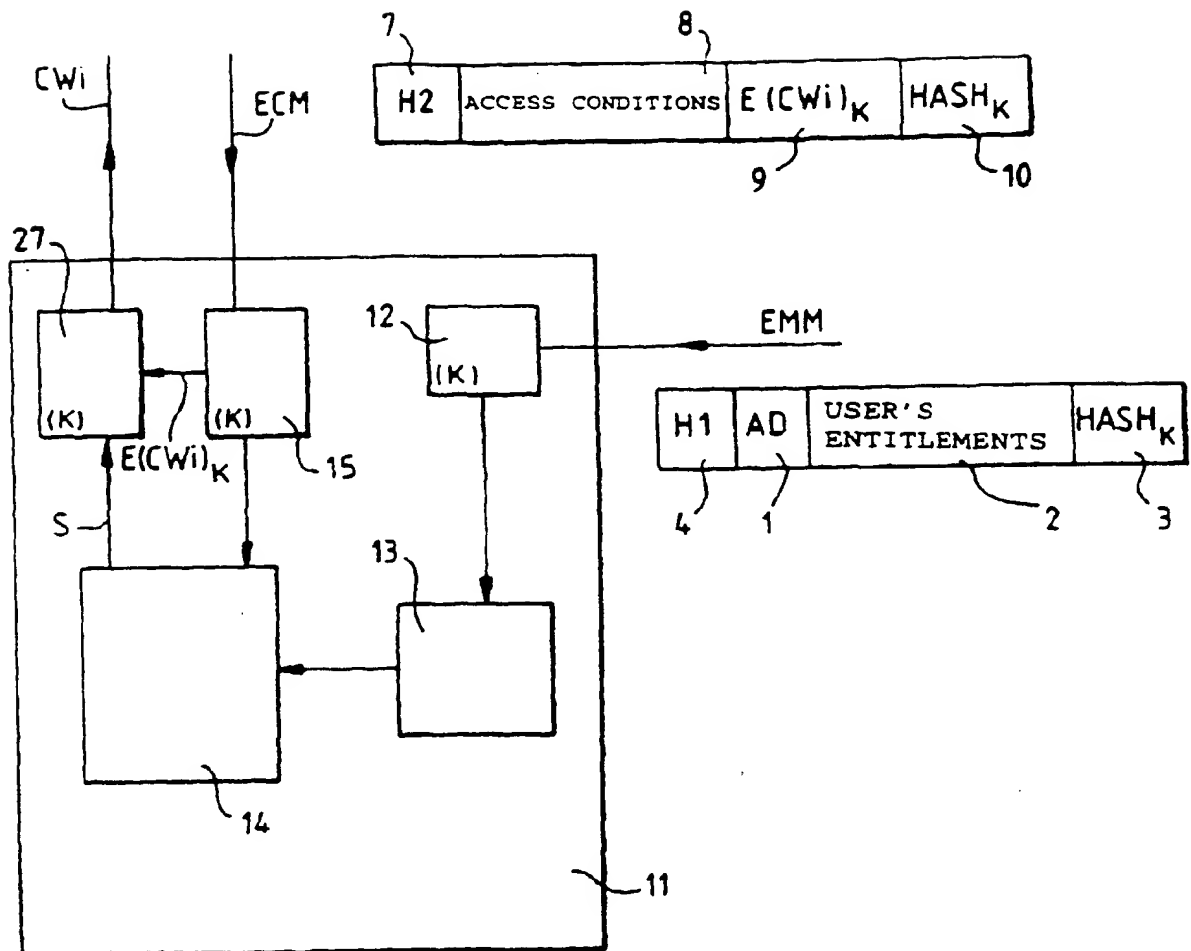 7
8
CWi
ECM
H2 ACCESS CONDITIONS E(CWi)K HASHK
9
10
27
12
(K)
EMM
(K)
(K)
E(CWi)K
15
H1 AD USER'S ENTITLEMENTS HASHK
4
1
2
3
S
13
14
11